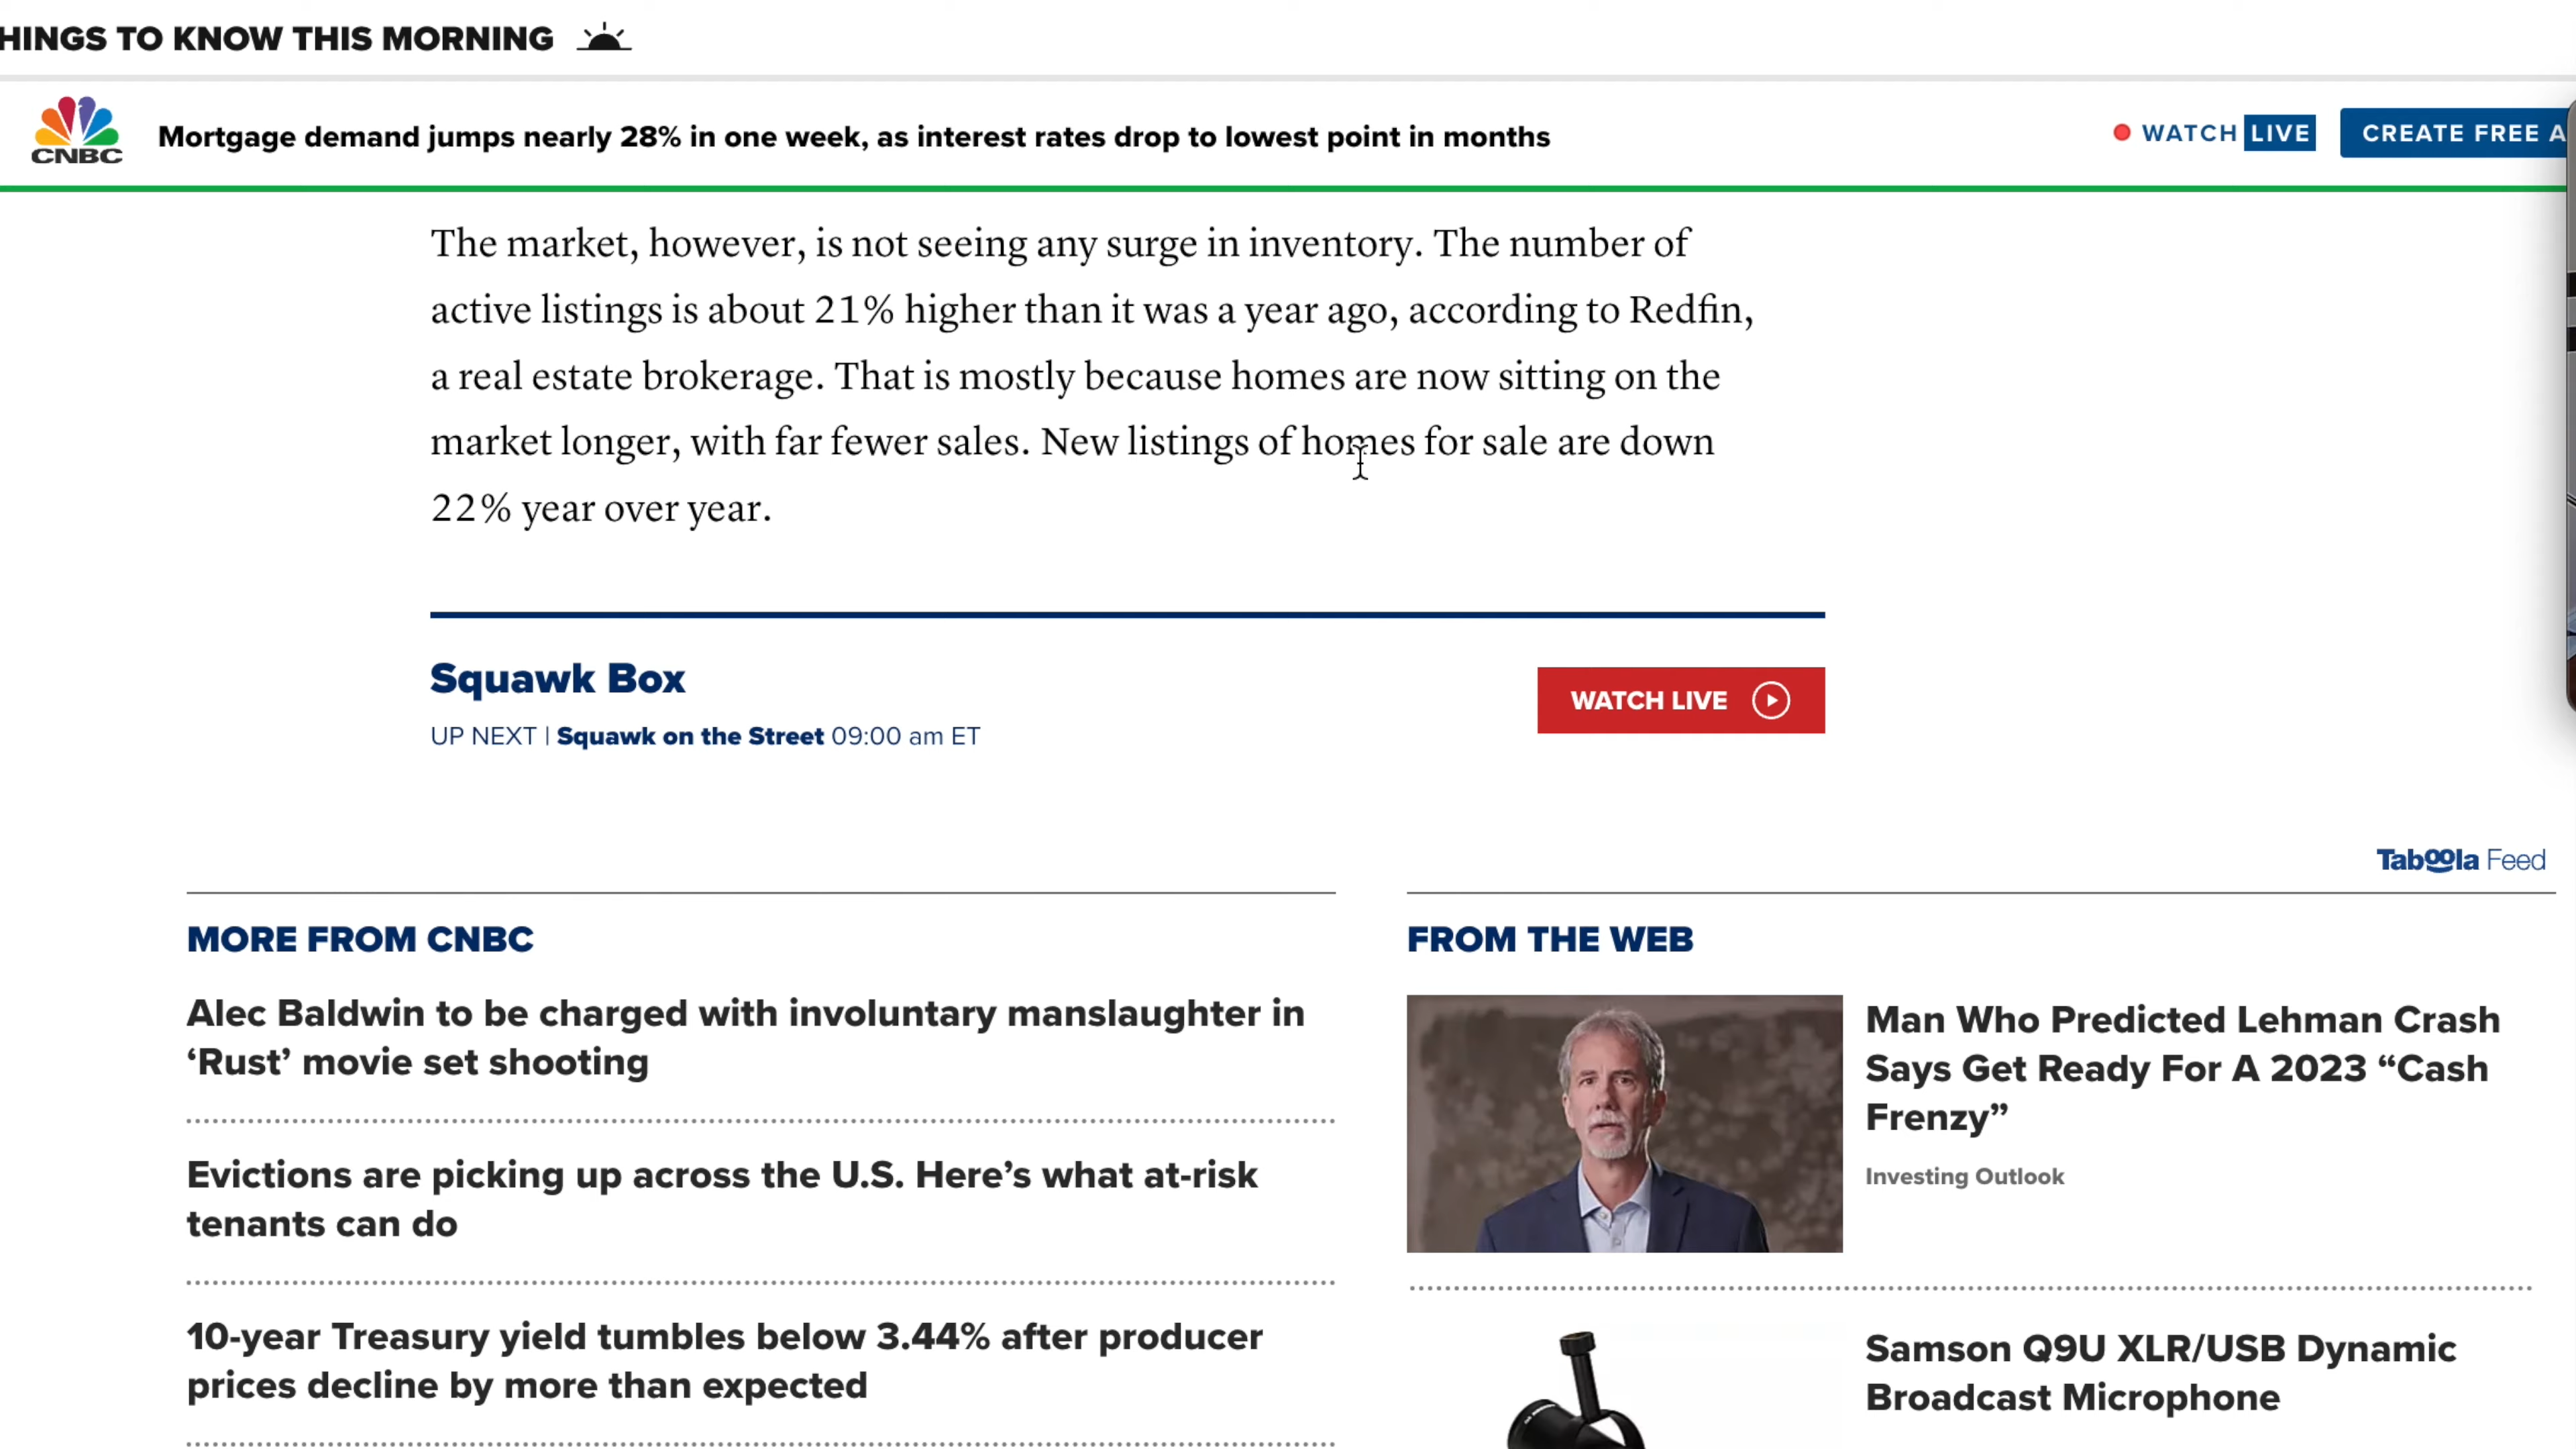 HINGS TO KNOW THIS MORNING
CNBC
Mortgage demand jumps nearly 28% in one week, as interest rates drop to lowest point in months
WATCH LIVE
CREATE FREE A
The market, however, is not seeing any surge in inventory. The number of
active listings is about 21% higher than it was a year ago, according to Redfin,
a real estate brokerage. That is mostly because homes are now sitting on the
market longer, with far fewer sales. New listings of homes for sale are down
22% year over year.
Squawk Box
WATCH LIVE
UP NEXT | Squawk on the Street 09:00 am ET
Taboola Feed
MORE FROM CNBC
Alec Baldwin to be charged with involuntary manslaughter in
‘Rust’ movie set shooting
Evictions are picking up across the U.S. Here’s what at-risk
tenants can do
10-year Treasury yield tumbles below 3.44% after producer
prices decline by more than expected
FROM THE WEB
Man Who Predicted Lehman Crash
Says Get Ready For A 2023 “Cash
Frenzy”
Investing Outlook
Samson Q9U XLR/USB Dynamic
Broadcast Microphone